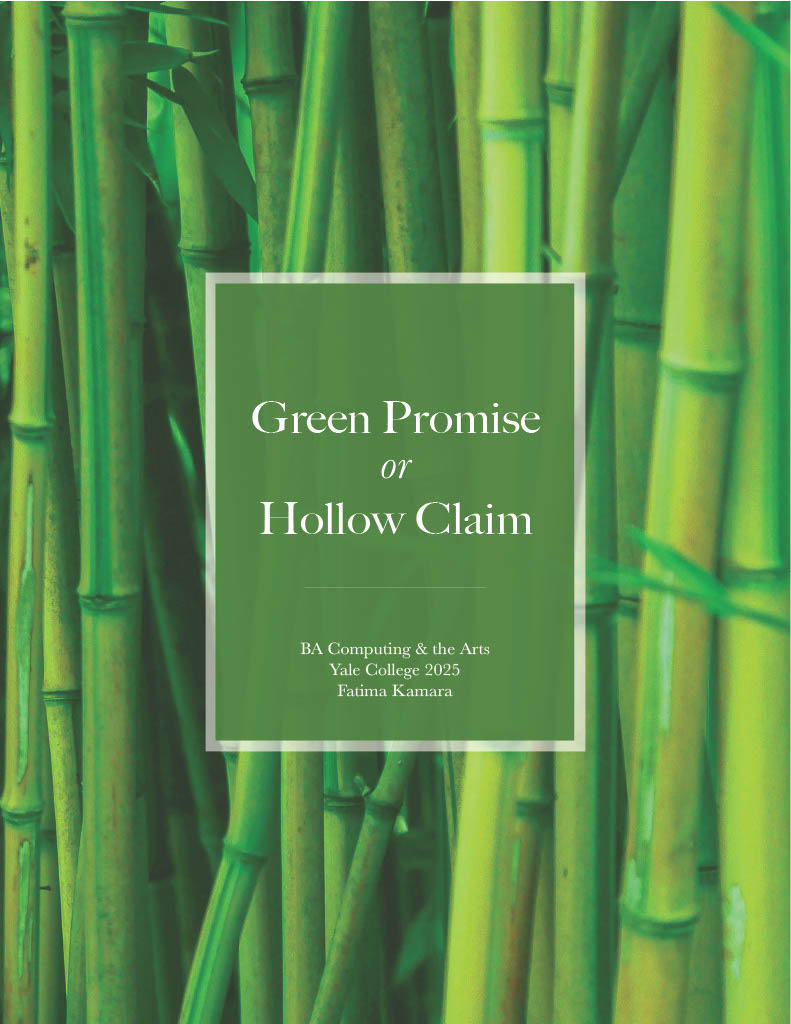 Green Promise
or
Hollow Claim
BA Computing & the Arts
Yale College 2025
Fatima Kamara